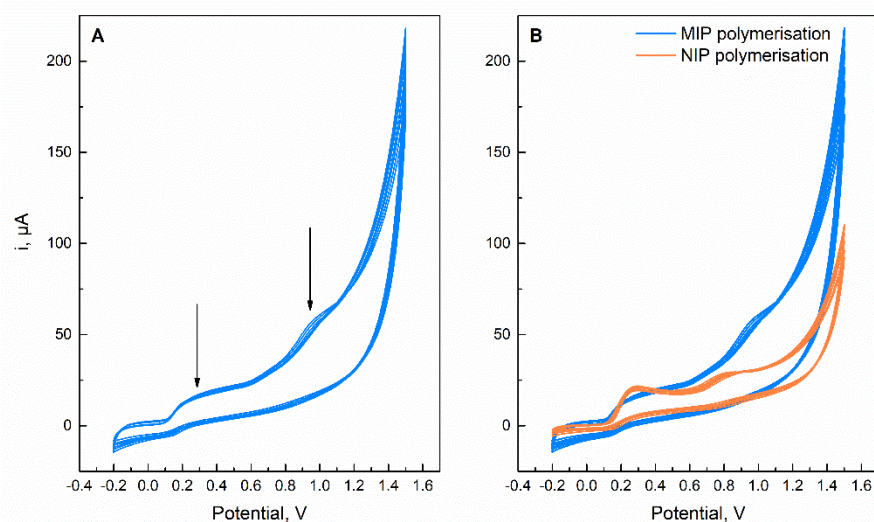 A
B
MIP polymerisation
NIP polymerisation
200
150
100
50
0
i, µA
-0.4 -0.2 0.0 0.2 0.4 0.6 0.8 1.0 1.2 1.4 1.6
Potential, V
200
150
100
50
0
-0.4 -0.2 0.0 0.2 0.4 0.6 0.8 1.0 1.2 1.4 1.6
Potential, V